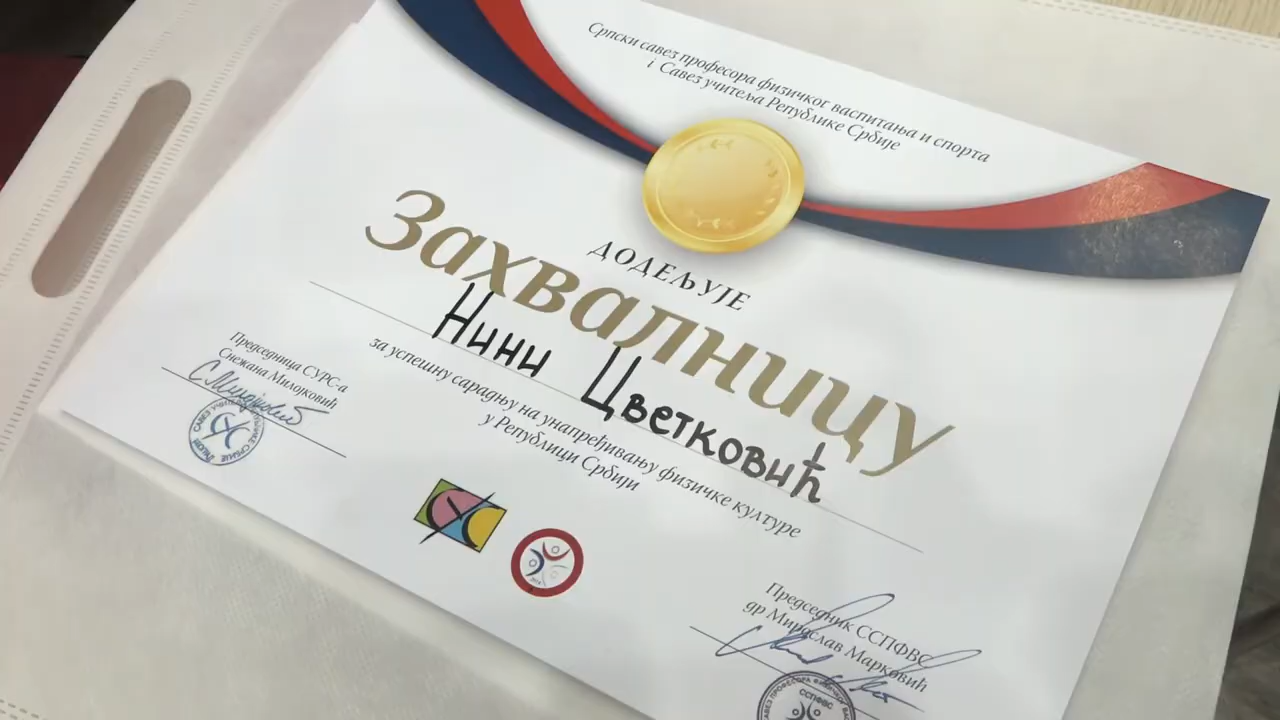 Српски савез професора физичког васпитања и спорта
і Савез учитеља Републике Србије
ДОДЕЉУЈЕ
Захвалницу
Нини Цветковић
за успешну сарадњу на унапређивању физичке културе
у Републици Србији
Председница СУРС-а
Снежана Милојковић
Председник ССПФВС
др Мирослав Марковић
ССПФВС